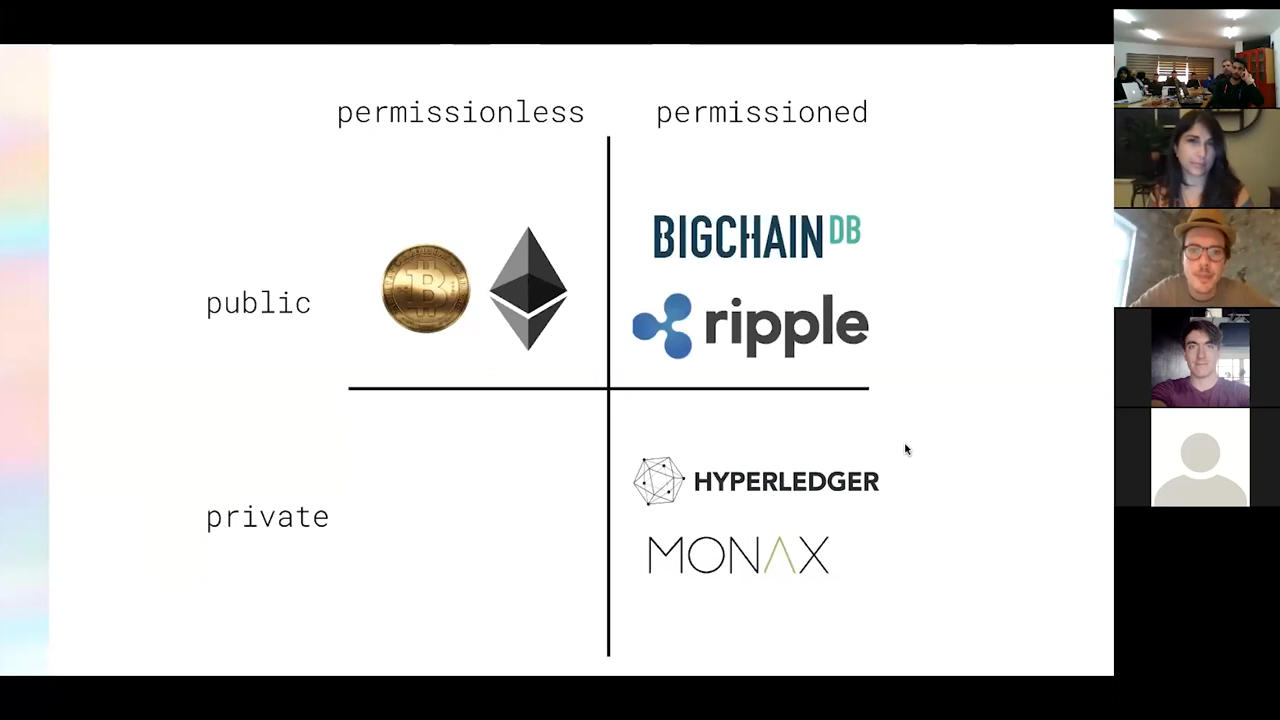 permissionless permissioned
BIGCHAIN DB
public
ripple
HYPERLEDGER
private
MONAX